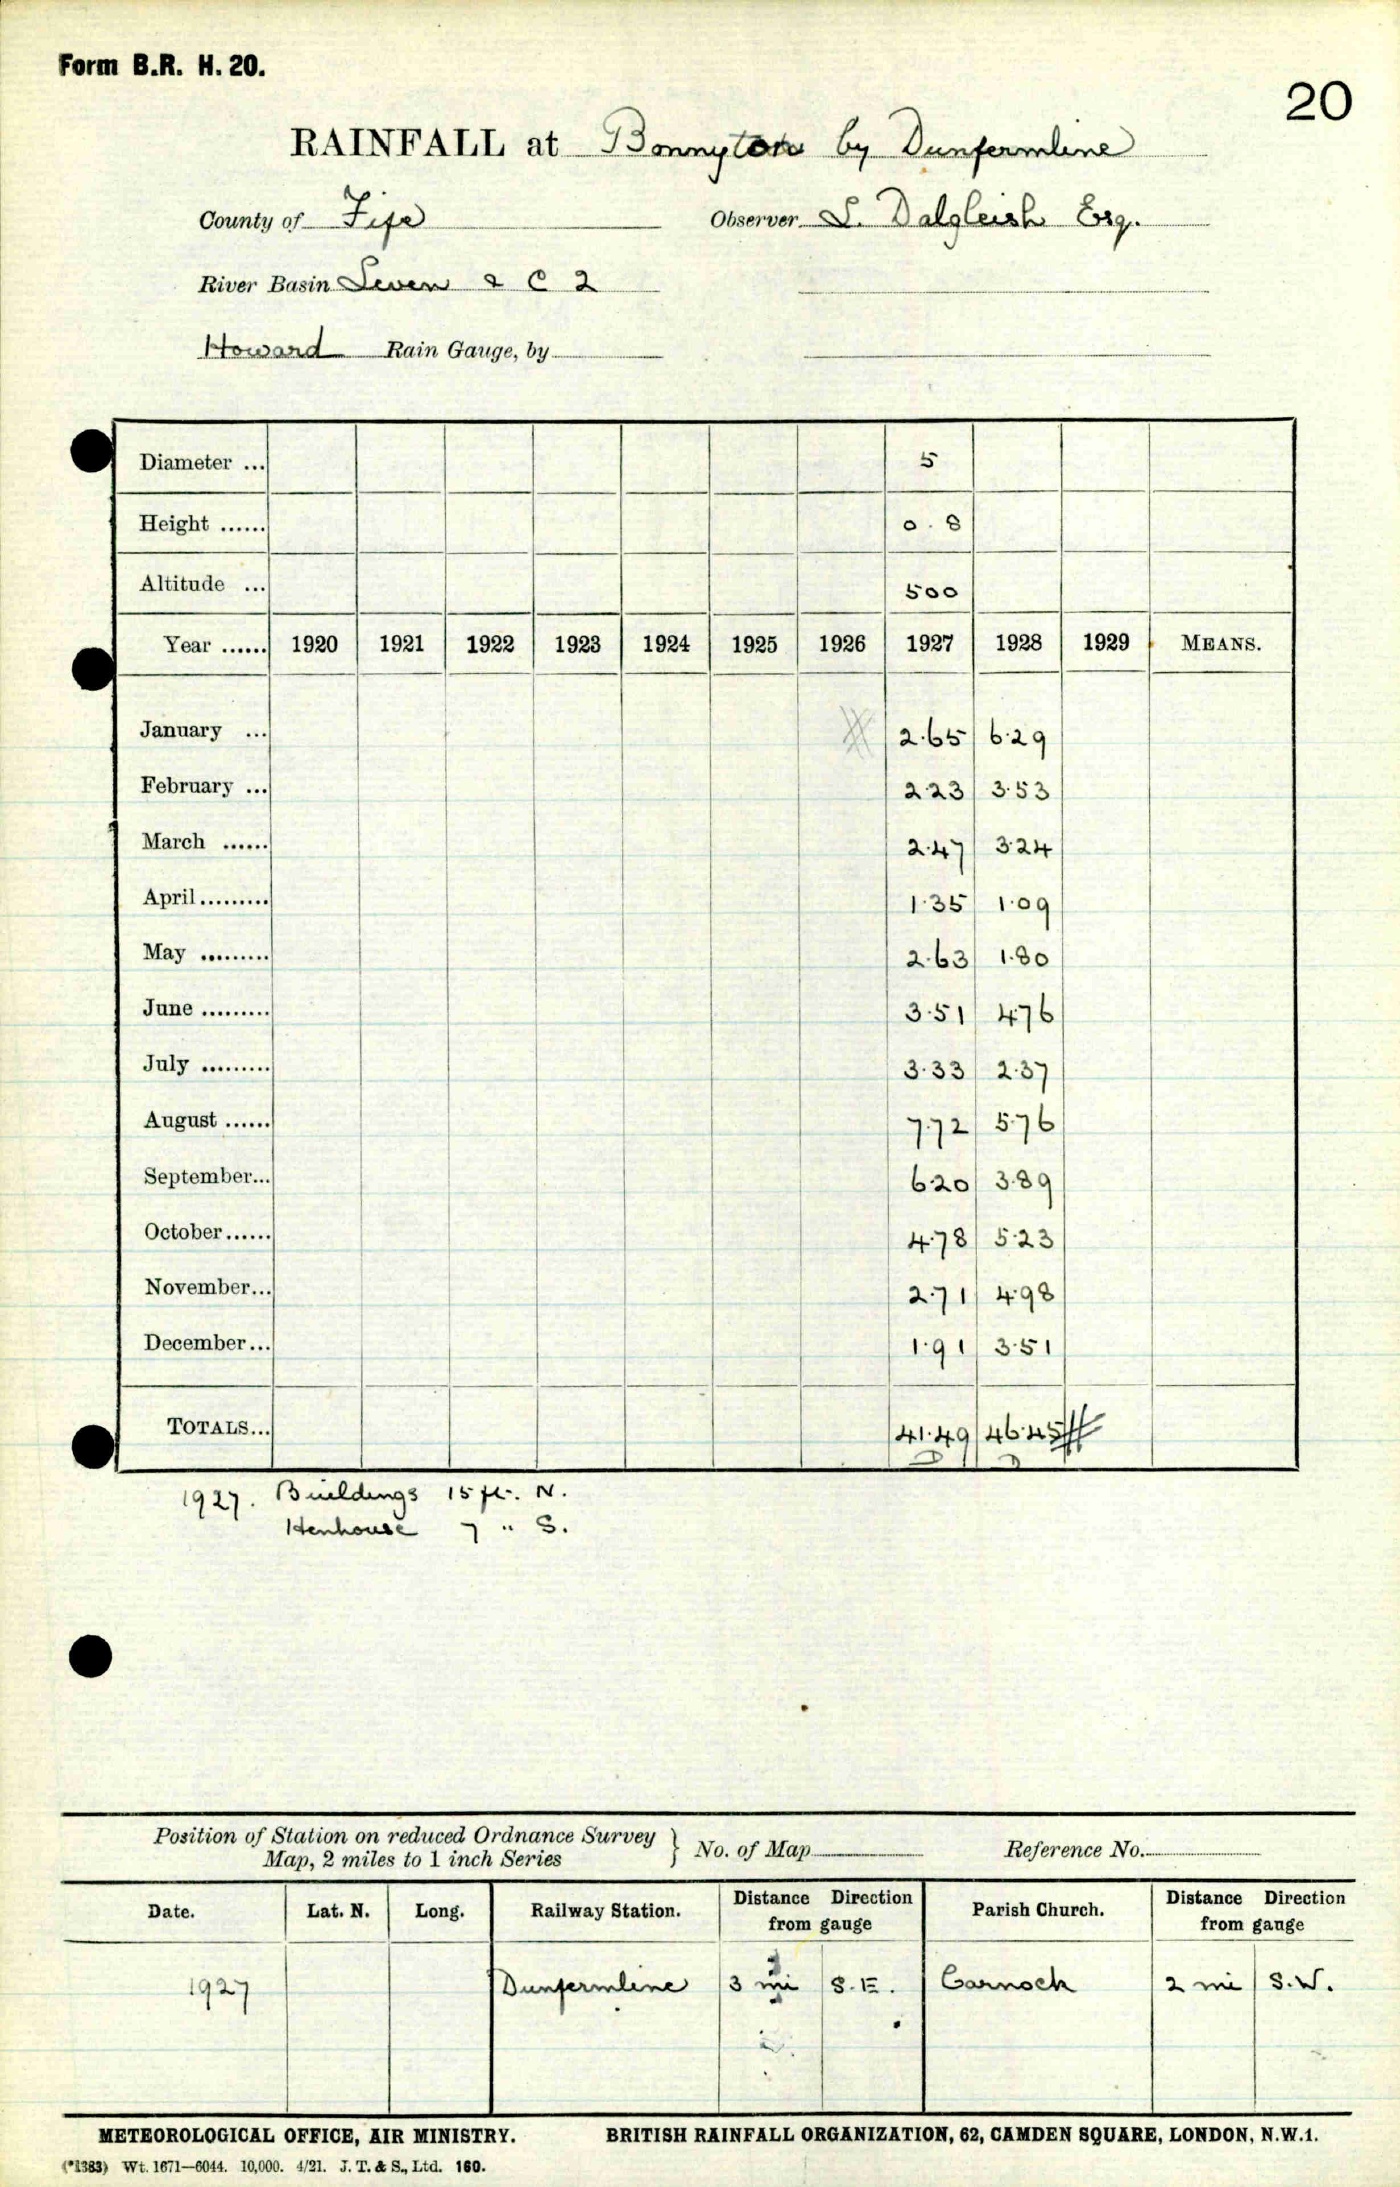 Form B.R. H. 20.
20
RAINFALL at Bonnyton by Dunfermline
County of Fife Observer L. Dalgleish Esq.
River Basin Leven & C 2
Howard Rain Gauge, by
Diameter ... 5
Height ...... 0.8
Altitude ... 500
Year ...... 1920 1921 1922 1923 1924 1925 1926 1927 1928 1929 MEANS.
January ... 2.65 6.29
February ... 2.23 3.53
March ...... 2.47 3.24
April ......... 1.35 1.09
May ......... 2.63 1.80
June ......... 3.51 4.76
July ......... 3.33 2.37
August ...... 7.72 5.76
September... 6.20 3.89
October...... 4.78 5.23
November... 2.71 4.98
December... 1.91 3.51
TOTALS... 41.49 46.45
D D
1927. Buildings 15 ft. N.
Henhouse 7 " S.
Position of Station on reduced Ordnance Survey
Map, 2 miles to 1 inch Series } No. of Map Reference No.
Date. Lat. N. Long. Railway Station. Distance Direction from gauge Parish Church. Distance Direction from gauge
1927 Dunfermline 3 mi S.E. Carnock 2 mi S.W.
METEOROLOGICAL OFFICE, AIR MINISTRY. BRITISH RAINFALL ORGANIZATION, 62, CAMDEN SQUARE, LONDON, N.W.1.
(*1383) Wt. 1671—6044. 10,000. 4/21. J. T. & S., Ltd. 160.